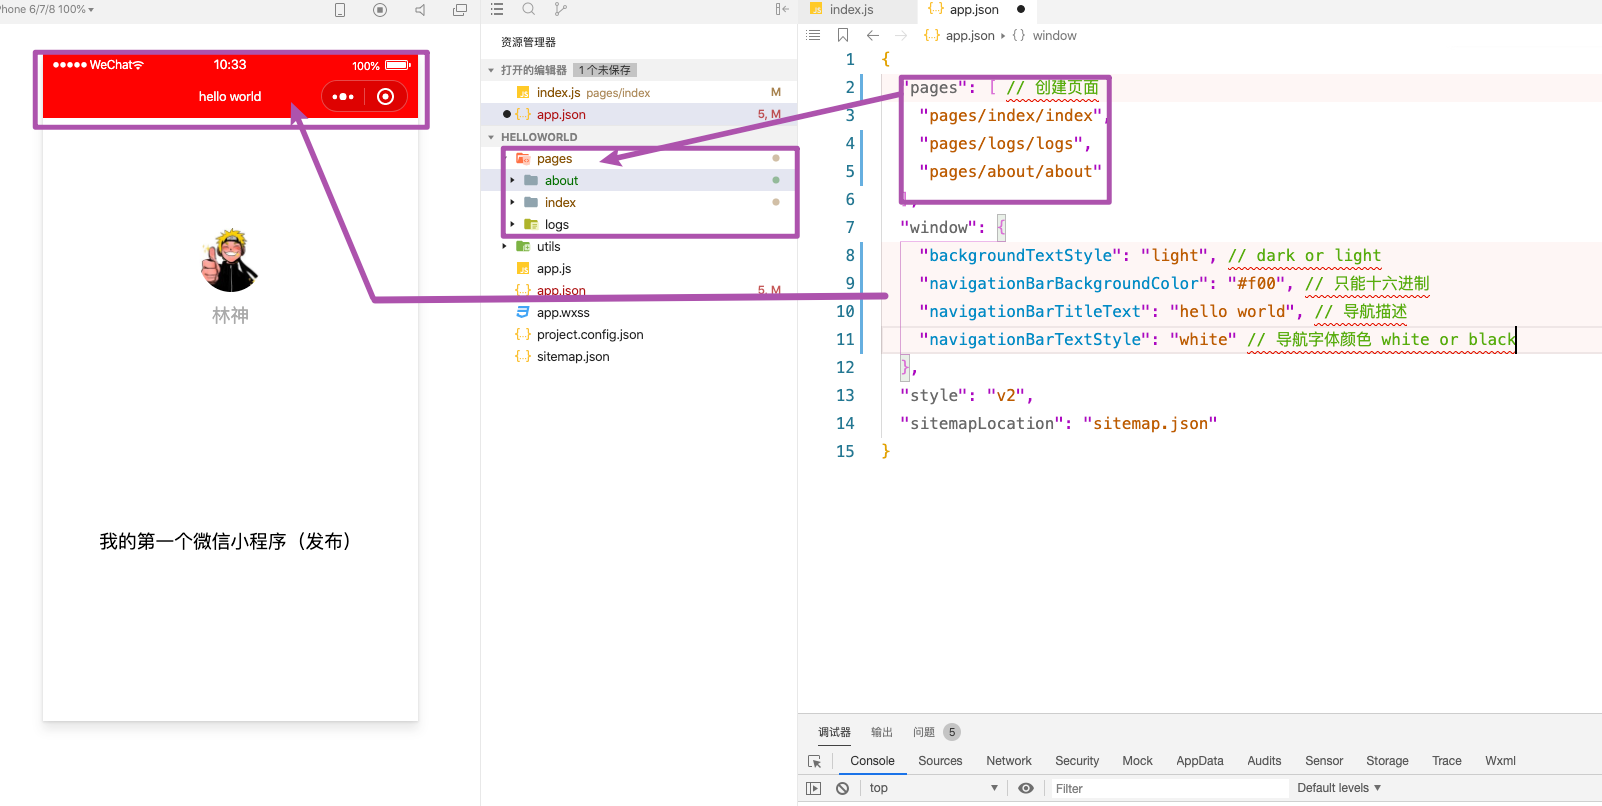 Phone 6/7/8 100%
●●●●● WeChat
10:33
100%
hello world
林神
我的第一个微信小程序（发布）
资源管理器
打开的编辑器 1 个未保存
index.js pages/index M
app.json 5, M
HELLOWORLD
pages
about
index
logs
utils
app.js
app.json 5, M
app.wxss
project.config.json
sitemap.json
index.js
app.json
app.json › {} window
1 {
2 "pages": [ // 创建页面
3 "pages/index/index",
4 "pages/logs/logs",
5 "pages/about/about"
6 ],
7 "window": {
8 "backgroundTextStyle": "light", // dark or light
9 "navigationBarBackgroundColor": "#f00", // 只能十六进制
10 "navigationBarTitleText": "hello world", // 导航描述
11 "navigationBarTextStyle": "white" // 导航字体颜色 white or black
12 },
13 "style": "v2",
14 "sitemapLocation": "sitemap.json"
15 }
调试器 输出 问题 5
Console Sources Network Security Mock AppData Audits Sensor Storage Trace Wxml
top Filter Default levels